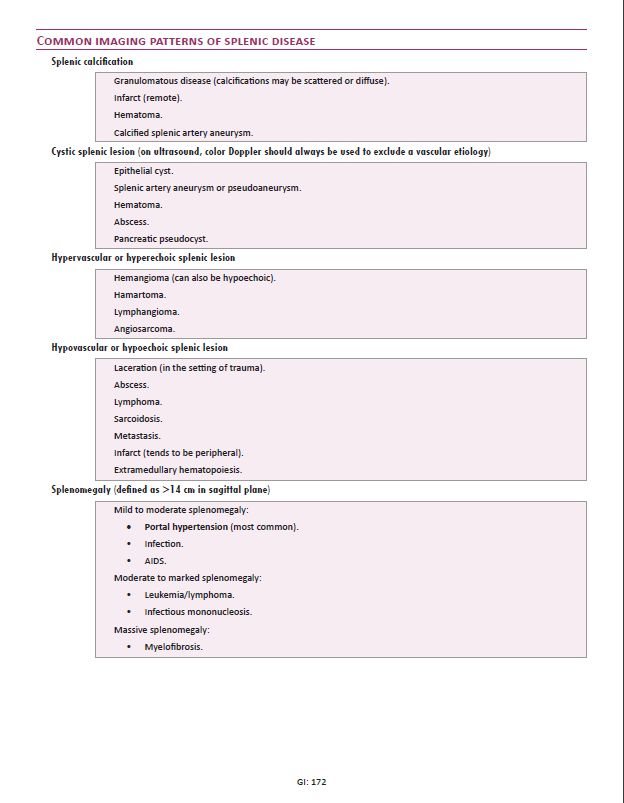 COMMON IMAGING PATTERNS OF SPLENIC DISEASE
Splenic calcification
Granulomatous disease (calcifications may be scattered or diffuse).
Infarct (remote).
Hematoma.
Calcified splenic artery aneurysm.
Cystic splenic lesion (on ultrasound, color Doppler should always be used to exclude a vascular etiology)
Epithelial cyst.
Splenic artery aneurysm or pseudoaneurysm.
Hematoma.
Abscess.
Pancreatic pseudocyst.
Hypervascular or hyperechoic splenic lesion
Hemangioma (can also be hypoechoic).
Hamartoma.
Lymphangioma.
Angiosarcoma.
Hypovascular or hypoechoic splenic lesion
Laceration (in the setting of trauma).
Abscess.
Lymphoma.
Sarcoidosis.
Metastasis.
Infarct (tends to be peripheral).
Extramedullary hematopoiesis.
Splenomegaly (defined as >14 cm in sagittal plane)
Mild to moderate splenomegaly:
• Portal hypertension (most common).
• Infection.
• AIDS.
Moderate to marked splenomegaly:
• Leukemia/lymphoma.
• Infectious mononucleosis.
Massive splenomegaly:
• Myelofibrosis.
GI: 172